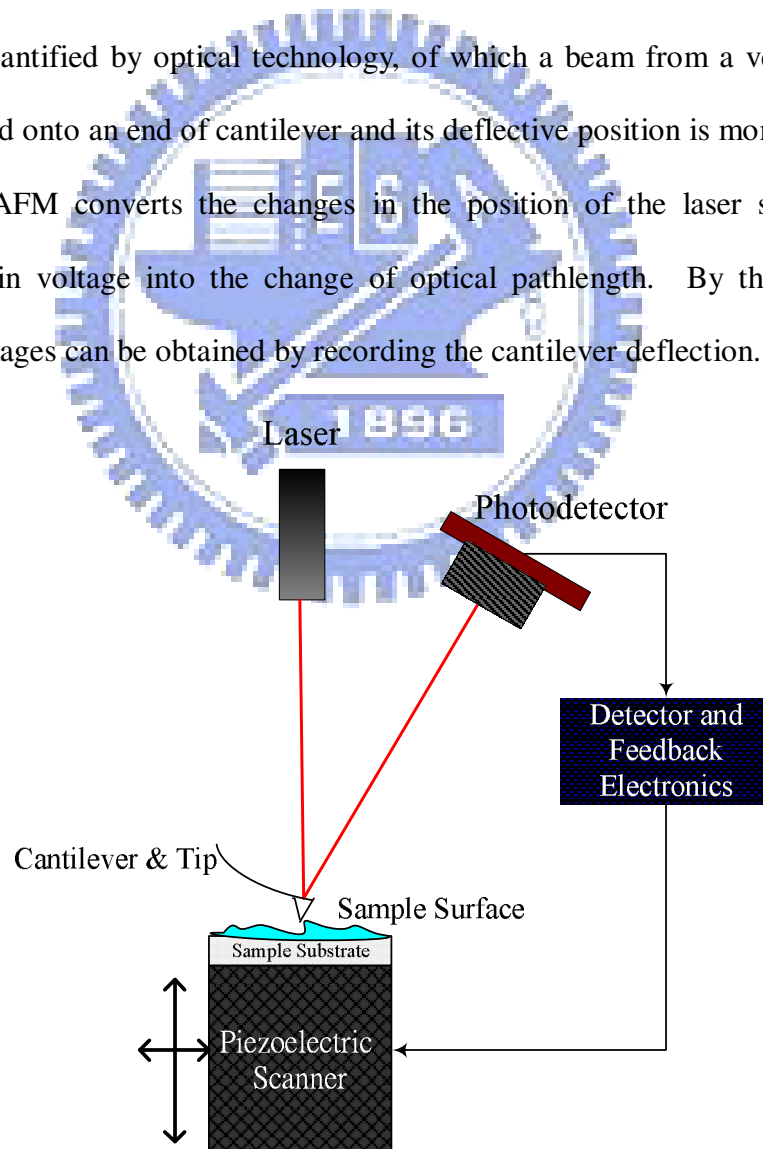 antified by optical technology, of which a beam from a v
d onto an end of cantilever and its deflective position is mor
AFM converts the changes in the position of the laser s
in voltage into the change of optical pathlength. By th
ages can be obtained by recording the cantilever deflection.
1896
Laser
Photodetector
Detector and
Feedback
Electronics
Cantilever & Tip
Sample Surface
Sample Substrate
Piezoelectric
Scanner